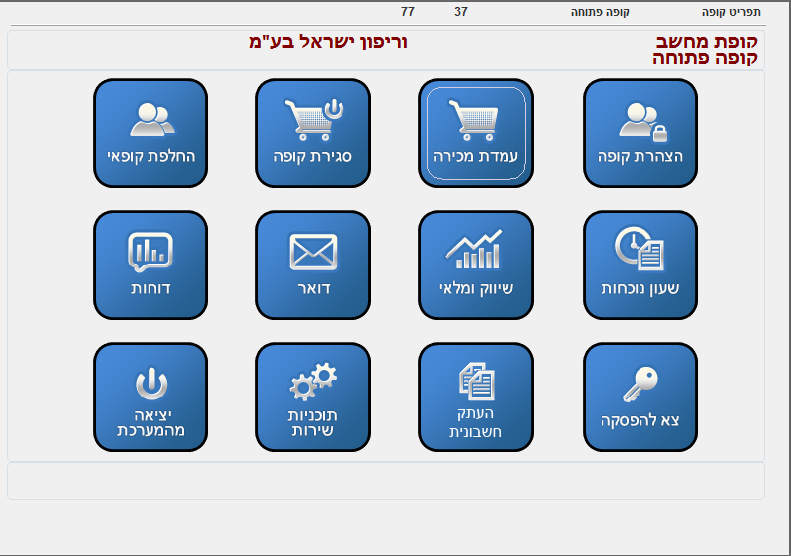 תפריט קופה קופה פתוחה 37 77
קופת מחשב וריפון ישראל בע"מ
קופה פתוחה
הצהרת קופה
עמדת מכירה
סגירת קופה
החלפת קופאי
שעון נוכחות
שיווק ומלאי
דואר
דוחות
צא להפסקה
העתק
חשבונית
תוכניות
שירות
יציאה
מהמערכת